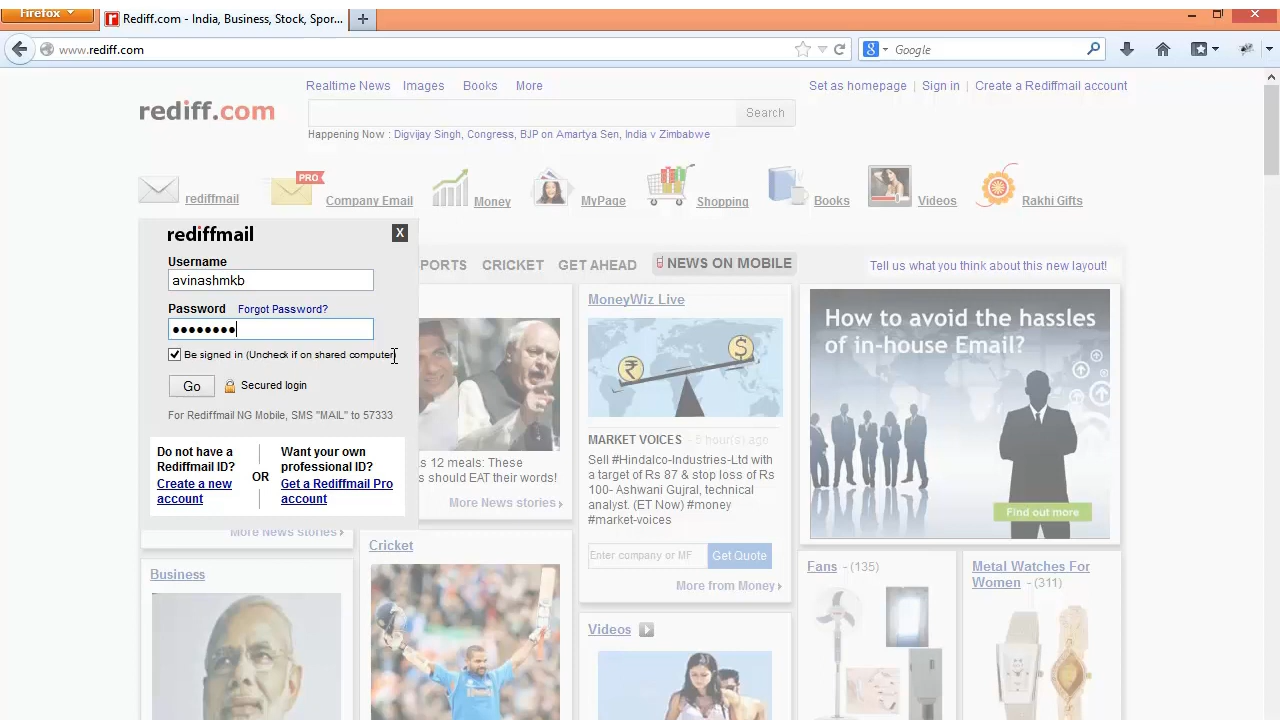 Firefox
Rediff.com - India, Business, Stock, Spor...
www.rediff.com
Google
Realtime News Images Books More
Set as homepage | Sign in | Create a Rediffmail account
rediff.com
Search
Happening Now : Digvijay Singh, Congress, BJP on Amartya Sen, India v Zimbabwe
PRO
rediffmail Company Email Money MyPage Shopping Books Videos Rakhi Gifts
rediffmail
X
Username
avinashmkb
Password Forgot Password?
••••••••
Be signed in (Uncheck if on shared computer)
Go
Secured login
For Rediffmail NG Mobile, SMS "MAIL" to 57333
Do not have a
Rediffmail ID?
Create a new
account
OR
Want your own
professional ID?
Get a Rediffmail Pro
account
PORTS CRICKET GET AHEAD NEWS ON MOBILE
Tell us what you think about this new layout!
12 meals: These
should EAT their words!
More News stories
More News stories
Business
Cricket
MoneyWiz Live
MARKET VOICES - 5 hour(s) ago
Sell #Hindalco-Industries-Ltd with
a target of Rs 87 & stop loss of Rs
100- Ashwani Gujral, technical
analyst. (ET Now) #money
#market-voices
Enter company or MF
Get Quote
More from Money
Videos
How to avoid the hassles
of in-house Email?
Find out more
Fans - (135)
Metal Watches For
Women - (311)